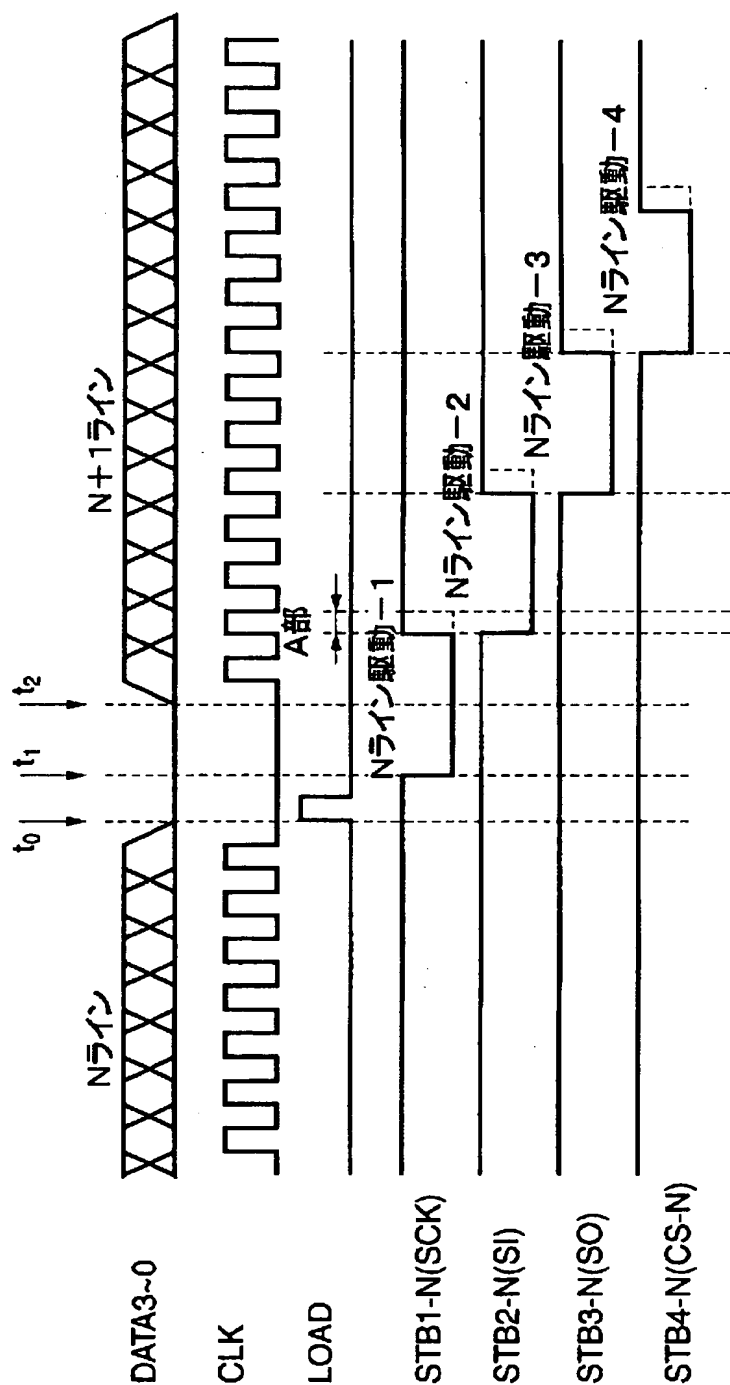 t0
t1
t2
Nライン
N+1ライン
DATA3~0
CLK
LOAD
A部
STB1-N(SCK)
Nライン駆動-1
STB2-N(SI)
Nライン駆動-2
STB3-N(SO)
Nライン駆動-3
STB4-N(CS-N)
Nライン駆動-4